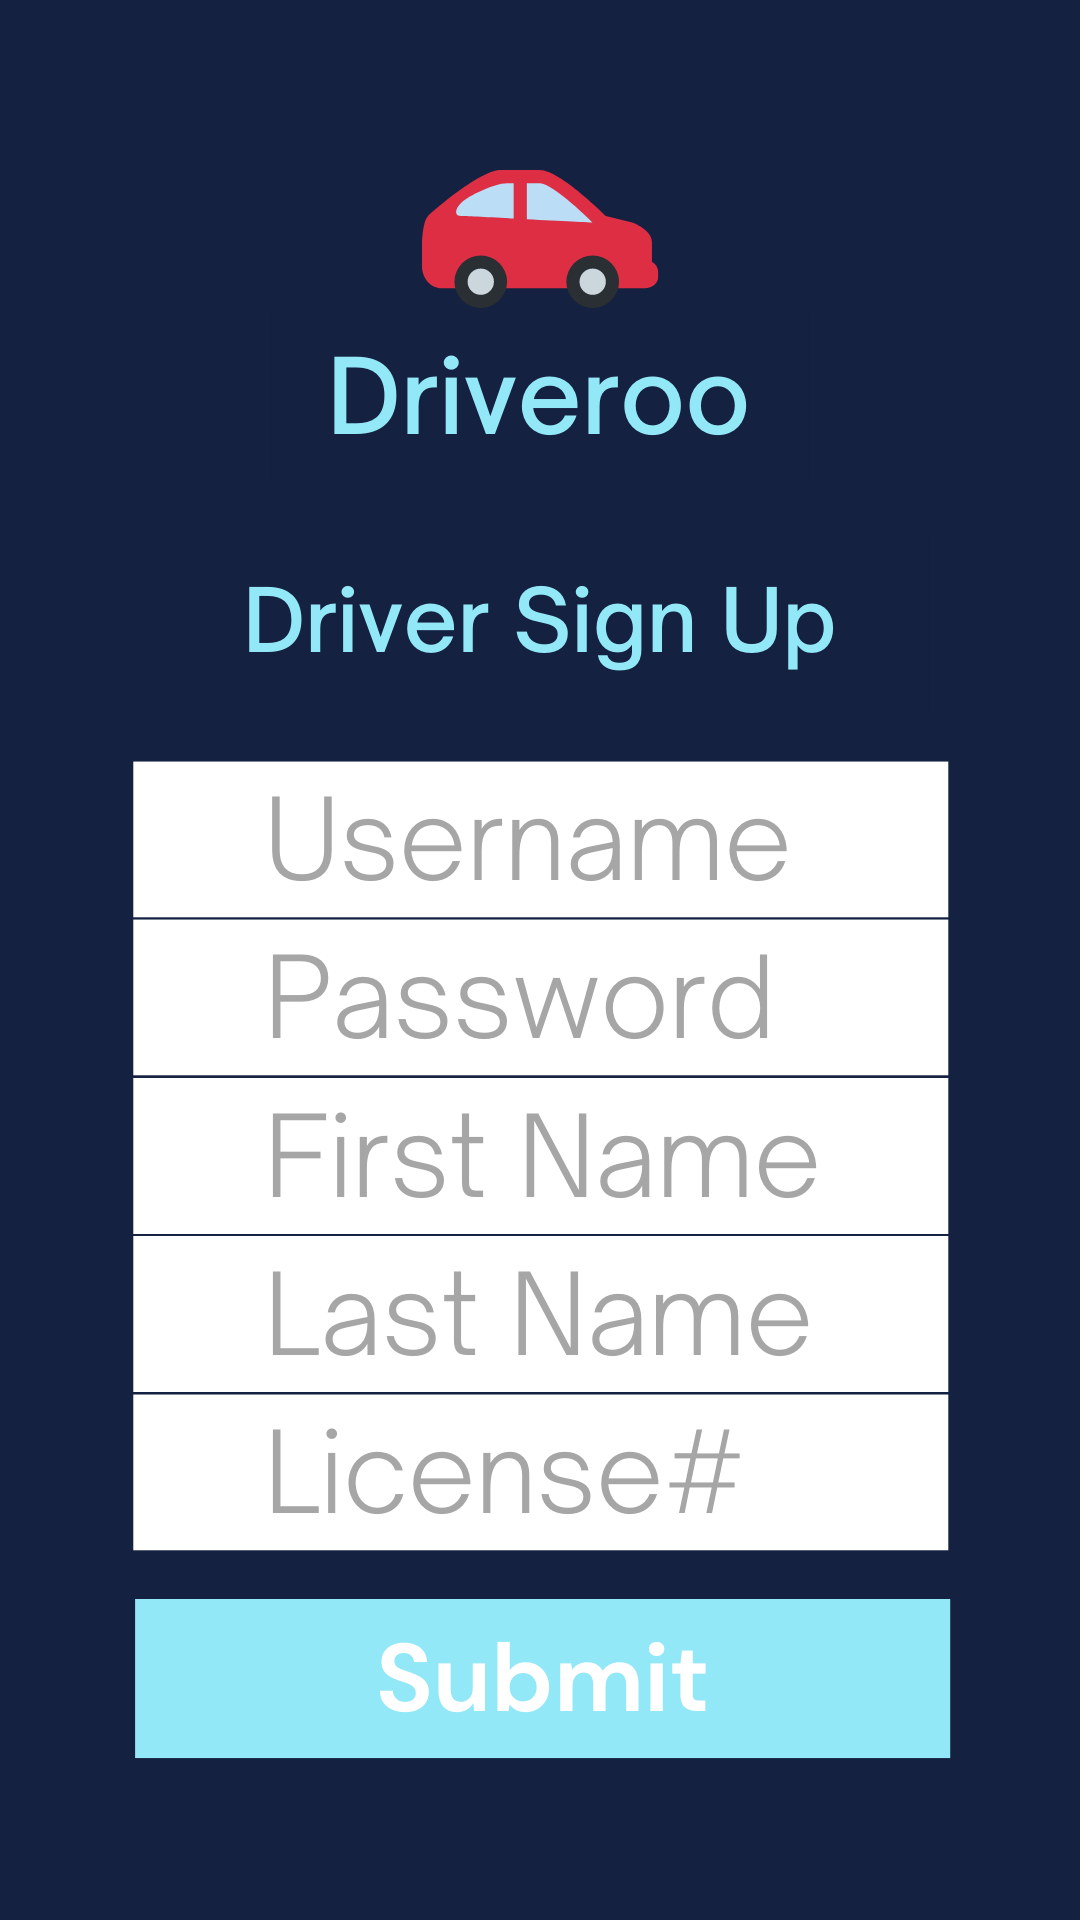 Driveroo
Driver Sign Up
Username
Password
First Name
Last Name
License#
Submit